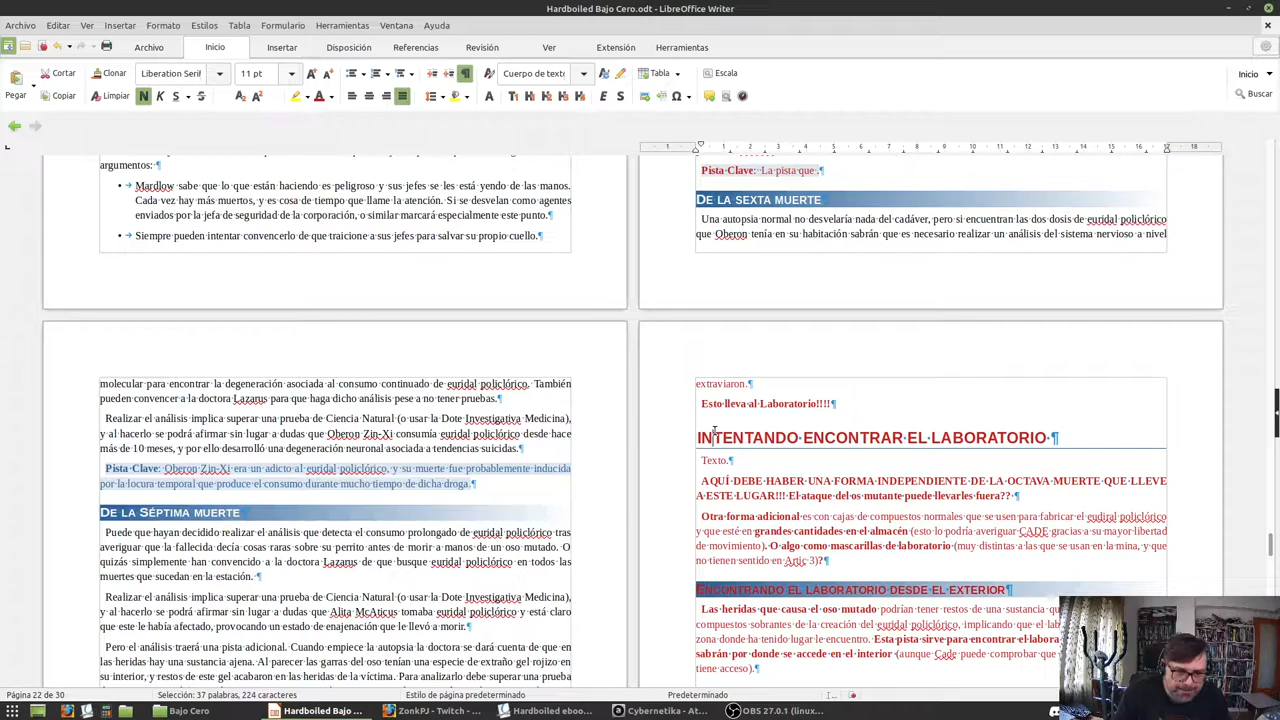 Hardboiled Bajo Cero.odt - LibreOffice Writer
Archivo Editar Ver Insertar Formato Estilos Tabla Formulario Herramientas Ventana Ayuda
Archivo Inicio Insertar Disposición Referencias Revisión Ver Extensión Herramientas
Pegar Cortar Clonar Liberation Serif 11 pt Cuerpo de texto Tabla Escala Inicio
Copiar Limpiar N K S S Buscar
1 1 2 3 4 5 6 7 8 9 10 11 12 13 14 15 16 17 18
argumentos:
• Mardlow sabe que lo que están haciendo es peligroso y sus jefes se les está yendo de las manos.
Cada vez hay más muertos, y es cosa de tiempo que llame la atención. Si se desvelan como agentes
enviados por la jefa de seguridad de la corporación, o similar marcará especialmente este punto.¶
• Siempre pueden intentar convencerlo de que traicione a sus jefes para salvar su propio cuello.¶
Pista Clave: La pista que .¶
DE LA SEXTA MUERTE¶
Una autopsia normal no desvelaría nada del cadáver, pero si encuentran las dos dosis de euridal policlórico
que Oberon tenía en su habitación sabrán que es necesario realizar un análisis del sistema nervioso a nivel
molecular para encontrar la degeneración asociada al consumo continuado de euridal policlórico. También
pueden convencer a la doctora Lazarus para que haga dicho análisis pese a no tener pruebas.¶
Realizar el análisis implica superar una prueba de Ciencia Natural (o usar la Dote Investigativa Medicina),
y al hacerlo se podrá afirmar sin lugar a dudas que Oberon Zin-Xi consumía euridal policlórico desde hace
más de 10 meses, y por ello desarrolló una degeneración neuronal asociada a tendencias suicidas.¶
Pista Clave: Oberon Zin-Xi era un adicto al euridal policlórico, y su muerte fue probablemente inducida
por la locura temporal que produce el consumo durante mucho tiempo de dicha droga.¶
DE LA SÉPTIMA MUERTE¶
Puede que hayan decidido realizar el análisis que detecta el consumo prolongado de euridal policlórico tras
averiguar que la fallecida decía cosas raras sobre su perrito antes de morir a manos de un oso mutado. O
quizás simplemente han convencido a la doctora Lazarus de que busque euridal policlórico en todos las
muertes que sucedan en la estación. ¶
Realizar el análisis implica superar una prueba de Ciencia Natural (o usar la Dote Investigativa Medicina),
y al hacerlo se podrá afirmar sin lugar a dudas que Alita McAticus tomaba euridal policlórico y está claro
que este le había afectado, provocando un estado de enajenación que le llevó a morir.¶
Pero el análisis traerá una pista adicional. Cuando empiece la autopsia la doctora se dará cuenta de que en
las heridas hay una sustancia ajena. Al parecer las garras del oso tenían una especie de extraño gel rojizo en
su interior, y restos de este gel acabaron en las heridas de la víctima. Para analizarlo debe superar una prueba
extraviaron.¶
Esto lleva al Laboratorio!!!!¶
INTENTANDO ENCONTRAR EL LABORATORIO ¶
Texto.¶
AQUÍ DEBE HABER UNA FORMA INDEPENDIENTE DE LA OCTAVA MUERTE QUE LLEVE
A ESTE LUGAR!!! El ataque del os mutante puede llevarles fuera?? ¶
Otra forma adicional es con cajas de compuestos normales que se usen para fabricar el eudiral policlórico
y que esté en grandes cantidades en el almacén (esto lo podría averiguar CADE gracias a su mayor libertad
de movimiento). O algo como mascarillas de laboratorio (muy distintas a las que se usan en la mina, y que
no tienen sentido en Artic 3)?¶
ENCONTRANDO EL LABORATORIO DESDE EL EXTERIOR¶
Las heridas que causa el oso mutado podrían tener restos de una sustancia qu
compuestos sobrantes de la creación del euridal policlórico, implicando que el
zona donde ha tenido lugar le encuentro. Esta pista sirve para encontrar el labora
sabrán por donde se accede en el interior (aunque Cade puede comprobar que
tiene acceso).¶
Página 22 de 30 Selección: 37 palabras, 224 caracteres Estilo de página predeterminado Predeterminado
Bajo Cero Hardboiled Bajo ... ZonkPJ - Twitch - ... Hardboiled eboo... Cybernetika - At... OBS 27.0.1 (linux...